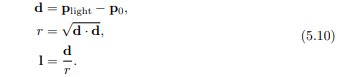 d = p_light − p_0,
r = √(d · d), (5.10)
l = d/r.